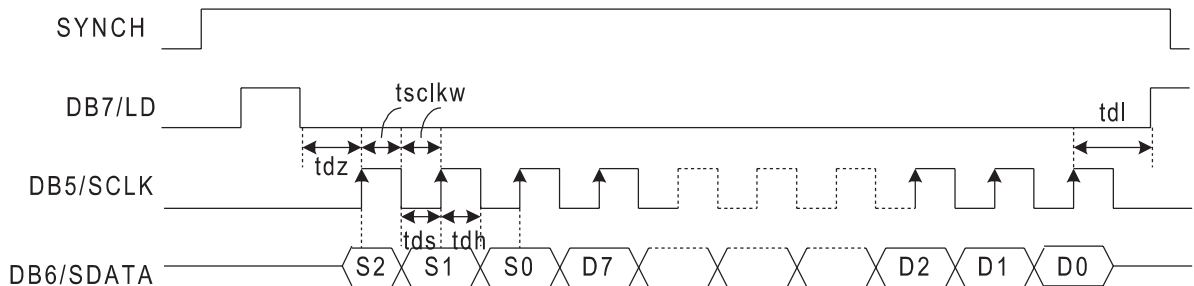 SYNCH
DB7/LD
tsclkw
tdl
tdz
DB5/SCLK
tds tdh
DB6/SDATA
S2 S1 S0 D7 D2 D1 D0